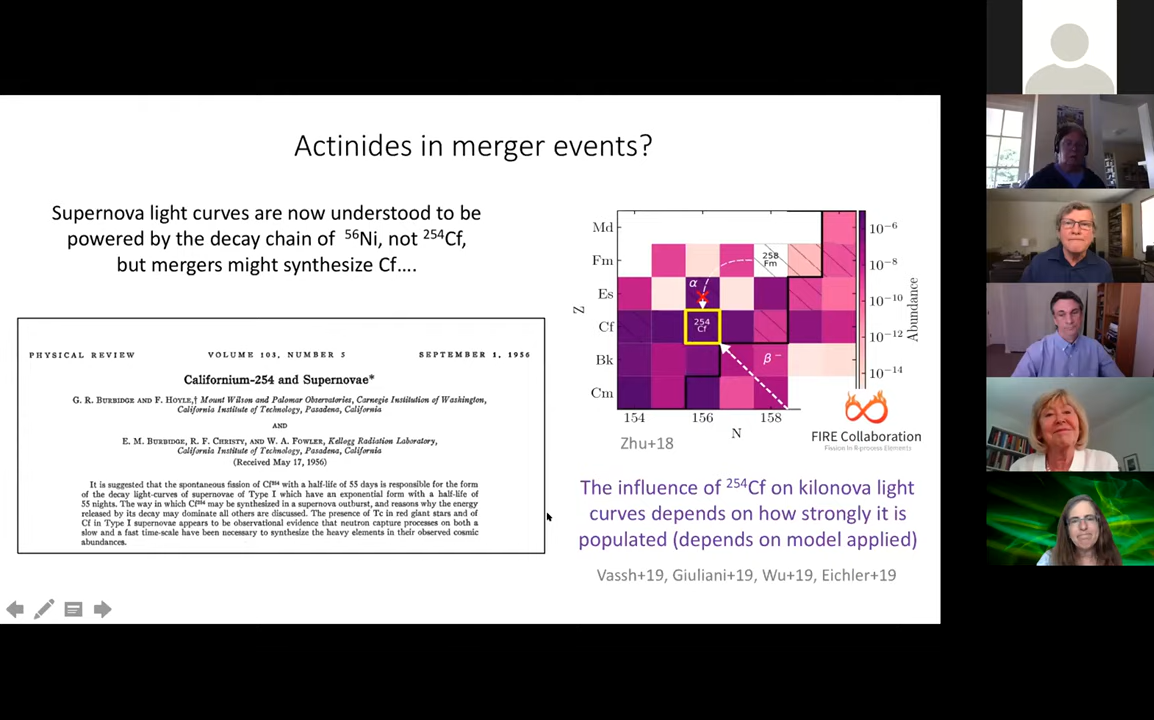 Actinides in merger events?
Supernova light curves are now understood to be
powered by the decay chain of ⁵⁶Ni, not ²⁵⁴Cf,
but mergers might synthesize Cf....
PHYSICAL REVIEW VOLUME 103, NUMBER 5 SEPTEMBER 1, 1956
Californium-254 and Supernovae*
G. R. BURBIDGE AND F. HOYLE,† Mount Wilson and Palomar Observatories, Carnegie Institution of Washington,
California Institute of Technology, Pasadena, California
AND
E. M. BURBIDGE, R. F. CHRISTY, AND W. A. FOWLER, Kellogg Radiation Laboratory,
California Institute of Technology, Pasadena, California
(Received May 17, 1956)
It is suggested that the spontaneous fission of Cf²⁵⁴ with a half-life of 55 days is responsible for the form
of the decay light-curves of supernovae of Type I which have an exponential form with a half-life of
55 nights. The way in which Cf²⁵⁴ may be synthesized in a supernova outburst, and reasons why the energy
released by its decay may dominate all others are discussed. The presence of Tc in red giant stars and of
Cf in Type I supernovae appears to be observational evidence that neutron capture processes on both a
slow and a fast time-scale have been necessary to synthesize the heavy elements in their observed cosmic
abundances.
Md
Fm
Es
Cf
Bk
Cm
Z
258
Fm
α
254
Cf
β⁻
154 156 158
N
10⁻⁶
10⁻⁸
10⁻¹⁰
10⁻¹²
10⁻¹⁴
Abundance
Zhu+18
FIRE Collaboration
Fission In R-process Elements
The influence of ²⁵⁴Cf on kilonova light
curves depends on how strongly it is
populated (depends on model applied)
Vassh+19, Giuliani+19, Wu+19, Eichler+19